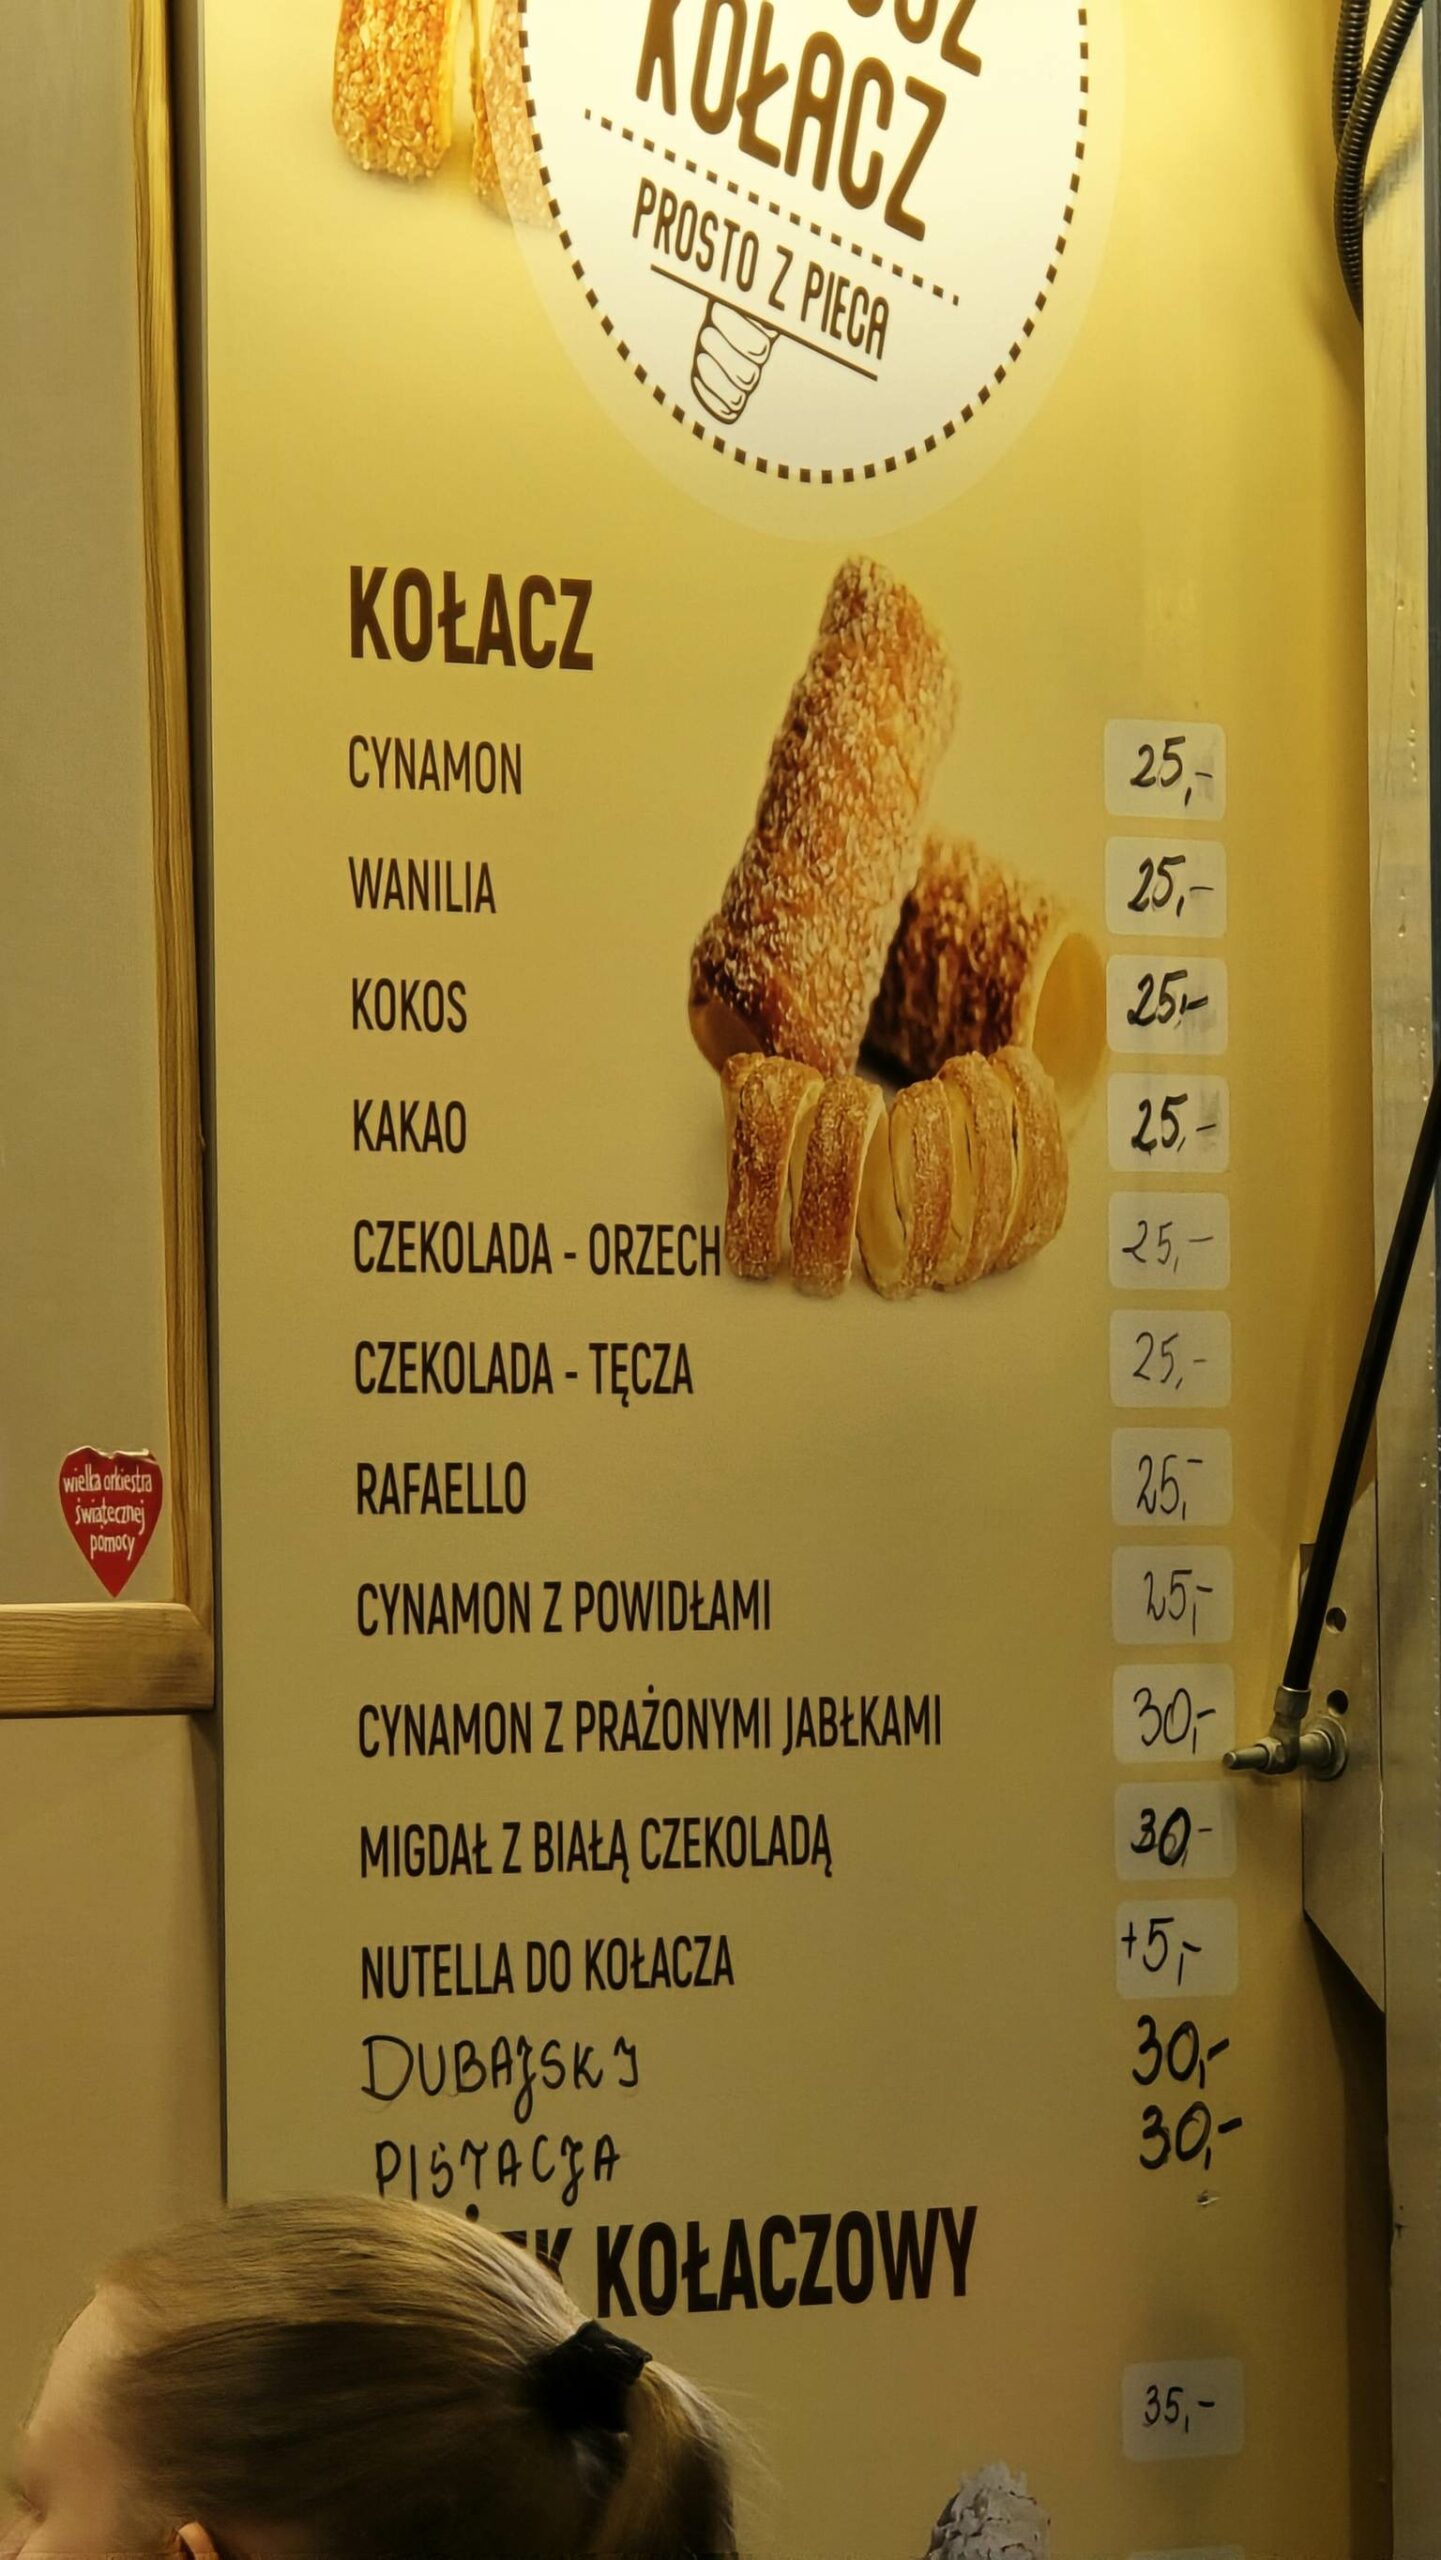 KOŁACZ
PROSTO Z PIECA
KOŁACZ
CYNAMON 25,-
WANILIA 25,-
KOKOS 25,-
KAKAO 25,-
CZEKOLADA - ORZECH 25,-
CZEKOLADA - TĘCZA 25,-
RAFAELLO 25,-
CYNAMON Z POWIDŁAMI 25,-
CYNAMON Z PRAŻONYMI JABŁKAMI 30,-
MIGDAŁ Z BIAŁĄ CZEKOLADĄ 30,-
NUTELLA DO KOŁACZA +5,-
DUBAJSKI 30,-
PISTACJA 30,-
KOŁACZOWY
35,-
wielka orkiestra
świątecznej
pomocy